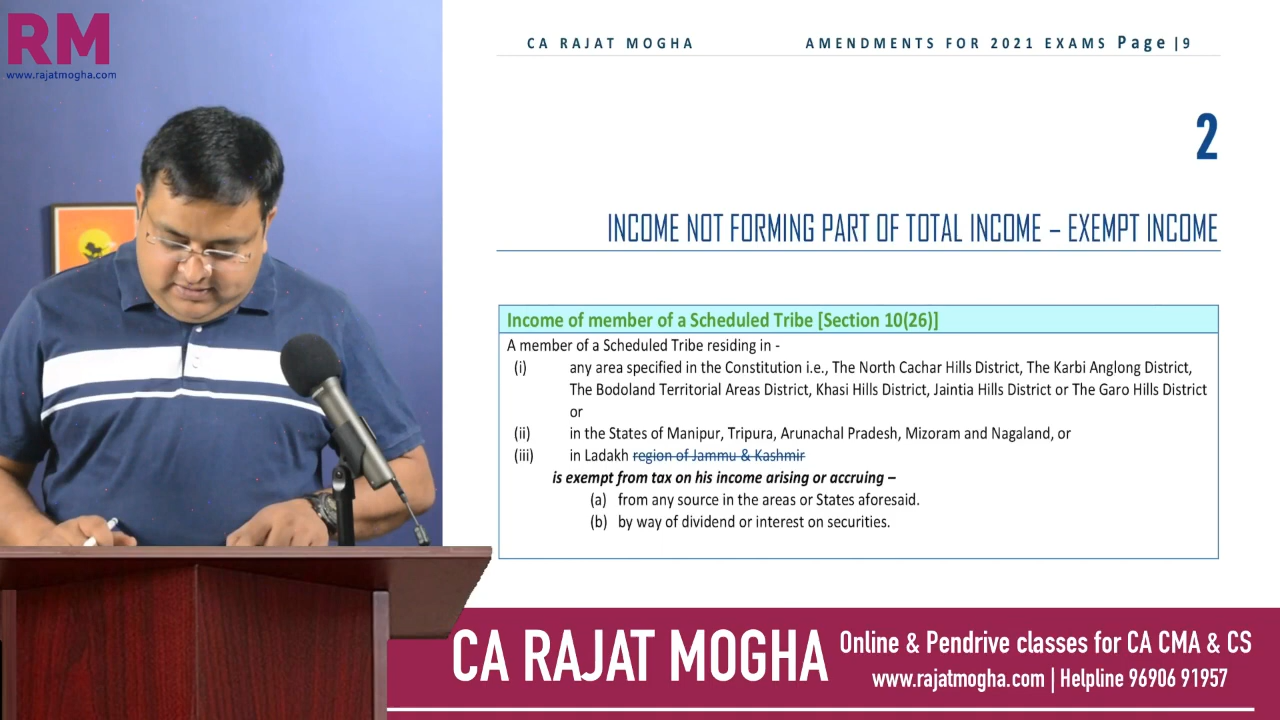 RM
www.rajatmogha.com
CA RAJAT MOGHA AMENDMENTS FOR 2021 EXAMS Page |9
2
INCOME NOT FORMING PART OF TOTAL INCOME – EXEMPT INCOME
Income of member of a Scheduled Tribe [Section 10(26)]
A member of a Scheduled Tribe residing in -
(i) any area specified in the Constitution i.e., The North Cachar Hills District, The Karbi Anglong District,
The Bodoland Territorial Areas District, Khasi Hills District, Jaintia Hills District or The Garo Hills District
or
(ii) in the States of Manipur, Tripura, Arunachal Pradesh, Mizoram and Nagaland, or
(iii) in Ladakh region of Jammu & Kashmir
is exempt from tax on his income arising or accruing –
(a) from any source in the areas or States aforesaid.
(b) by way of dividend or interest on securities.
CA RAJAT MOGHA
Online & Pendrive classes for CA CMA & CS
www.rajatmogha.com | Helpline 96906 91957